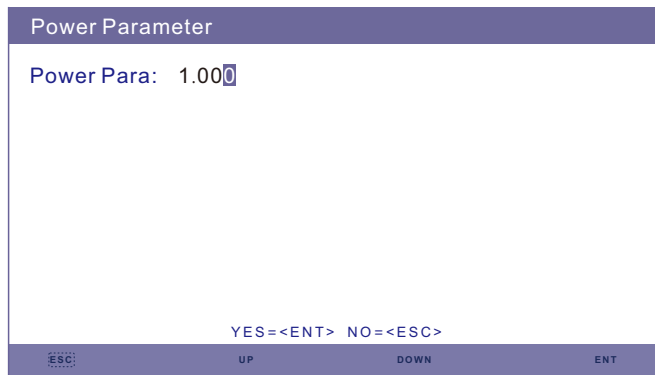 Power Parameter
Power Para: 1.000
YES=<ENT> NO=<ESC>
ESC UP DOWN ENT